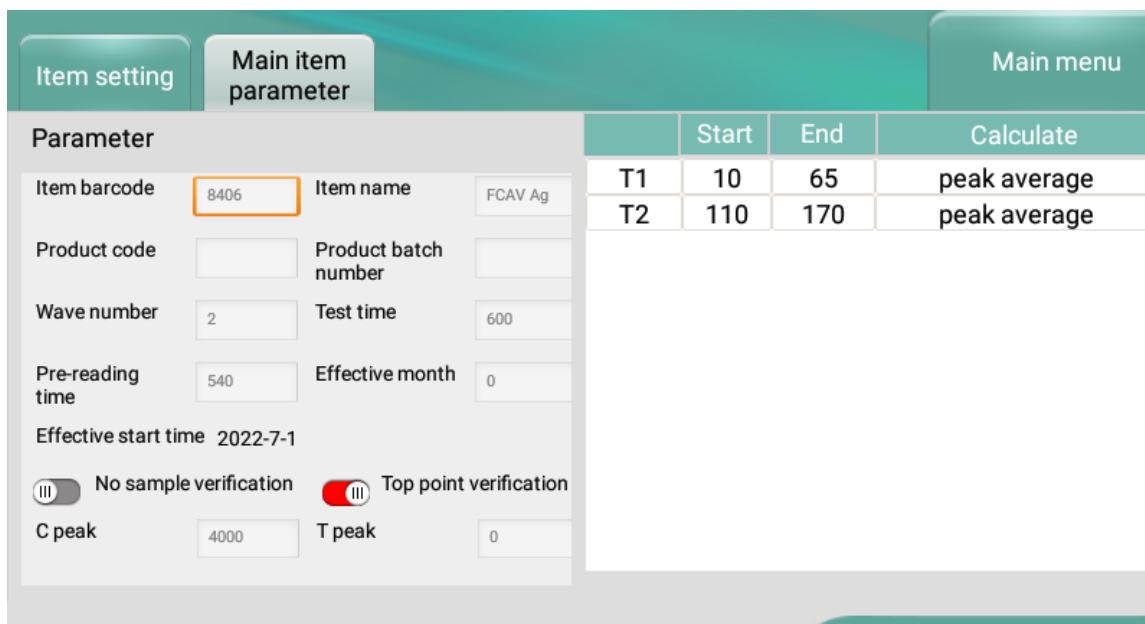 Item setting
Main item
parameter
Main menu
Parameter
Item barcode 8406 Item name FCAV Ag
Product code Product batch
number
Wave number 2 Test time 600
Pre-reading
time 540 Effective month 0
Effective start time 2022-7-1
No sample verification Top point verification
C peak 4000 T peak 0
Start End Calculate
T1 10 65 peak average
T2 110 170 peak average